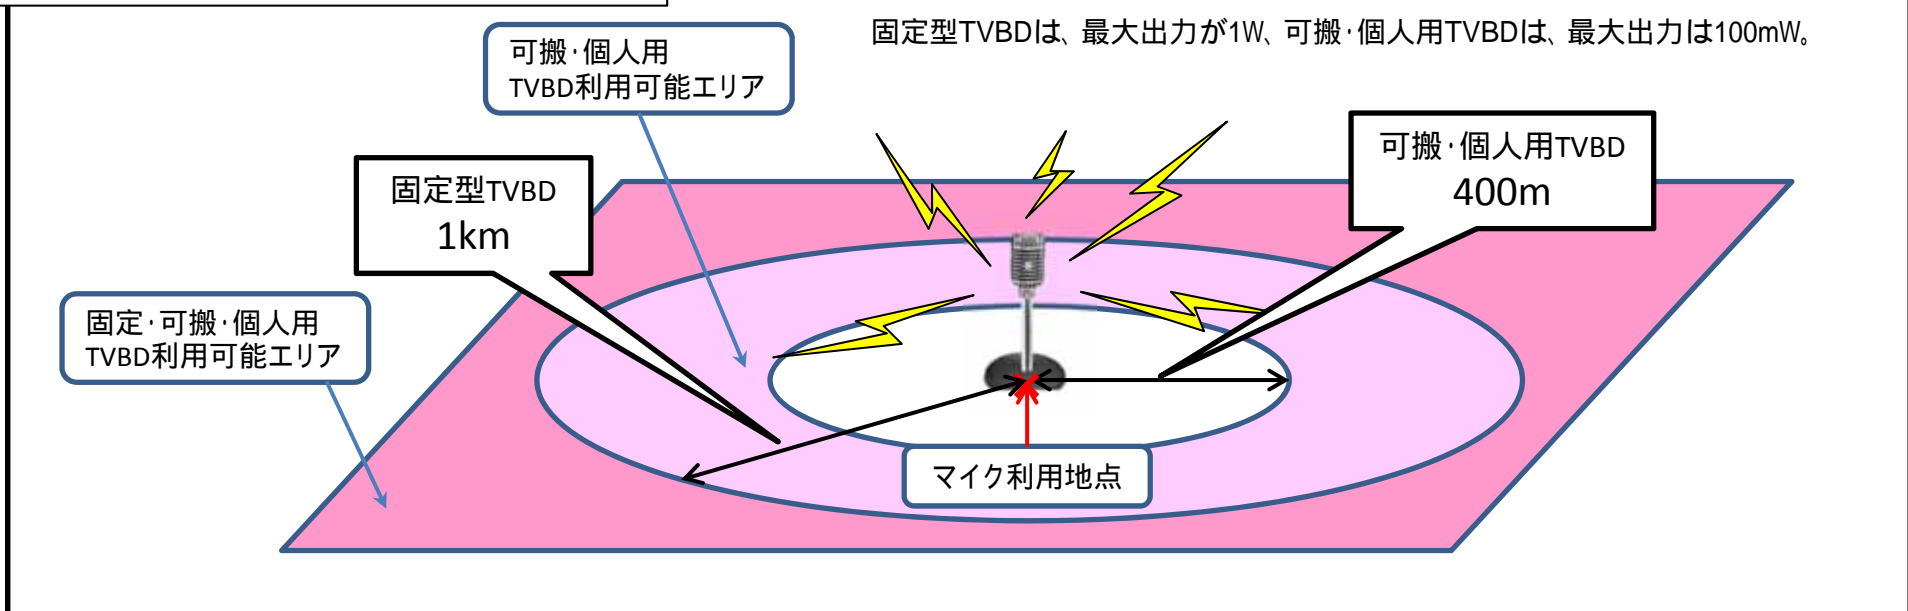 固定型TVBDは、最大出力が1W、可搬・個人用TVBDは、最大出力は100mW。
可搬・個人用
TVBD利用可能エリア
可搬・個人用TVBD
400m
固定型TVBD
1km
固定・可搬・個人用
TVBD利用可能エリア
マイク利用地点